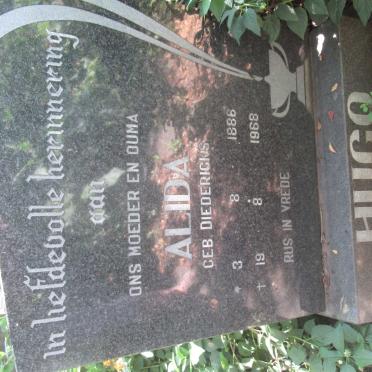 In liefdevolle herinnering
aan
ONS MOEDER EN OUMA
ALIDA
GEB DIEDERICKS
* 3 8 1886
† 19 8 1968
RUS IN VREDE
HUGO